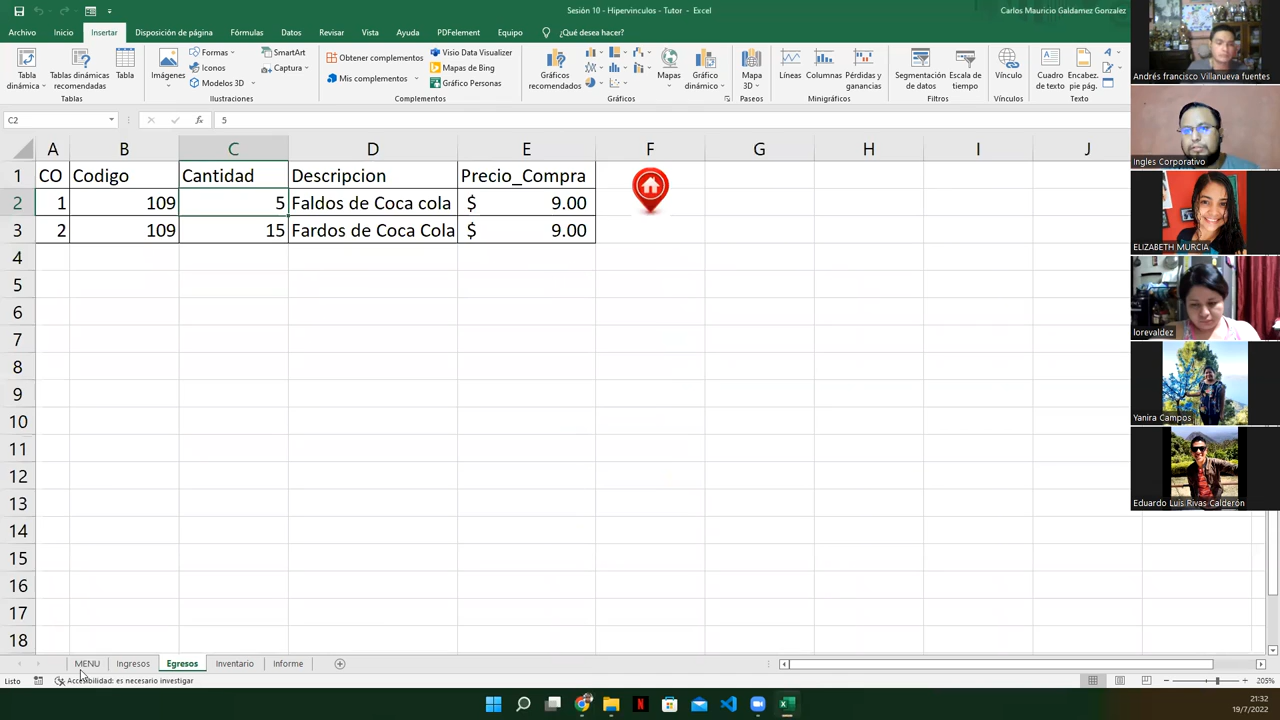 Sesión 10 - Hipervinculos - Tutor - Excel
Carlos Mauricio Galdamez Gonzalez
Archivo Inicio Insertar Disposición de página Fórmulas Datos Revisar Vista Ayuda PDFelement Equipo ¿Qué desea hacer?
Tabla dinámica
Tablas dinámicas recomendadas
Tabla
Tablas
Imágenes
Formas
Iconos
Modelos 3D
SmartArt
Captura
Ilustraciones
Obtener complementos
Mis complementos
Visio Data Visualizer
Mapas de Bing
Gráfico Personas
Complementos
Gráficos recomendados
Mapas
Gráfico dinámico
Gráficos
Mapa 3D
Paseos
Líneas
Columnas
Pérdidas y ganancias
Minigráficos
Segmentación de datos
Escala de tiempo
Filtros
Vínculo
Vínculos
Cuadro de texto
Encabez. pie pág.
Texto
C2 fx 5
A B C D E F G H I J
1 CO Codigo Cantidad Descripcion Precio_Compra
2 1 109 5 Faldos de Coca cola $ 9.00
3 2 109 15 Fardos de Coca Cola $ 9.00
4
5
6
7
8
9
10
11
12
13
14
15
16
17
18
MENU Ingresos Egresos Inventario Informe
Listo Accesibilidad: es necesario investigar 205%
21:32
19/7/2022
Andrés francisco Villanueva fuentes
Ingles Corporativo
ELIZABETH MURCIA
lorevaldez
Yanira Campos
Eduardo Luis Rivas Calderón